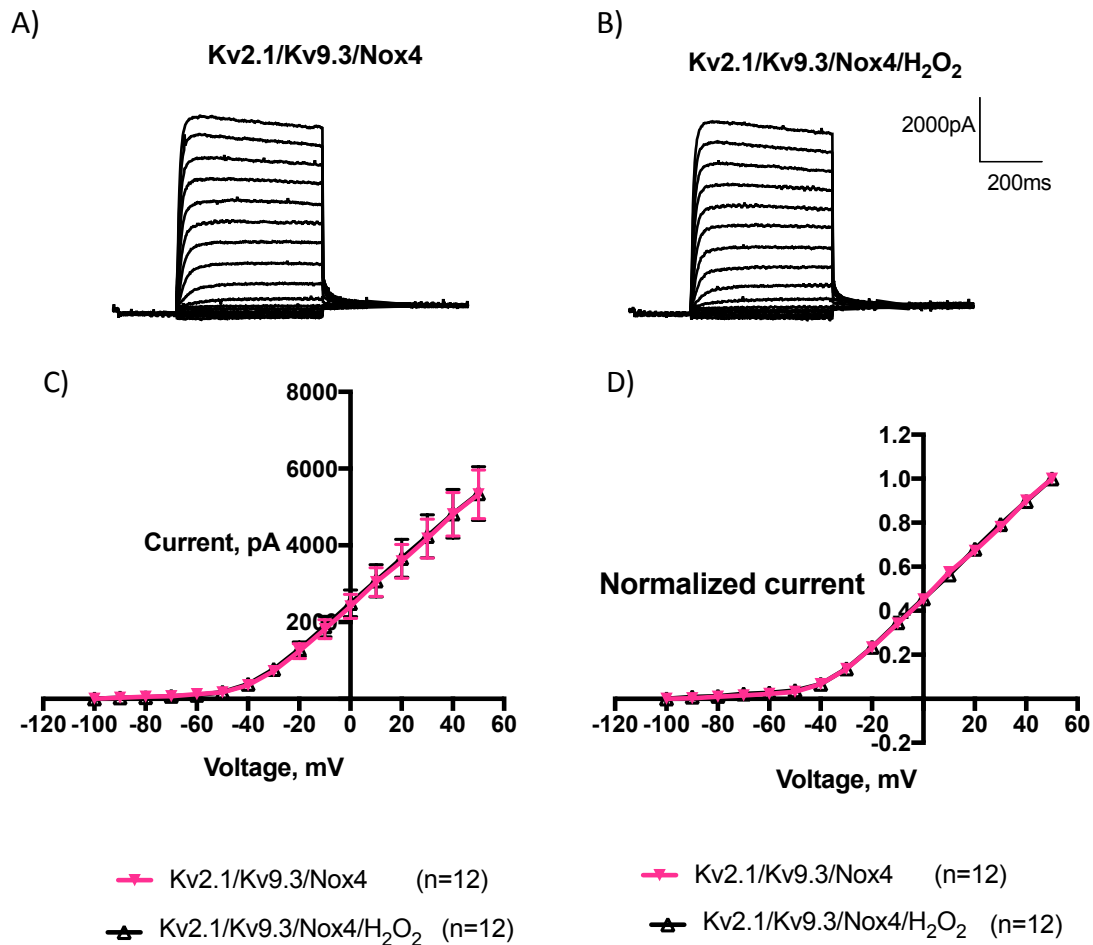 A)
Kv2.1/Kv9.3/Nox4
B)
Kv2.1/Kv9.3/Nox4/H₂O₂
2000pA
200ms
C)
8000
6000
4000
2000
0
Current, pA
-120 -100 -80 -60 -40 -20 0 20 40 60
Voltage, mV
D)
1.2
1.0
0.8
0.6
0.4
0.2
-0.2
Normalized current
-120 -100 -80 -60 -40 -20 0 20 40 60
Voltage, mV
Kv2.1/Kv9.3/Nox4 (n=12)
Kv2.1/Kv9.3/Nox4/H₂O₂ (n=12)
Kv2.1/Kv9.3/Nox4 (n=12)
Kv2.1/Kv9.3/Nox4/H₂O₂ (n=12)